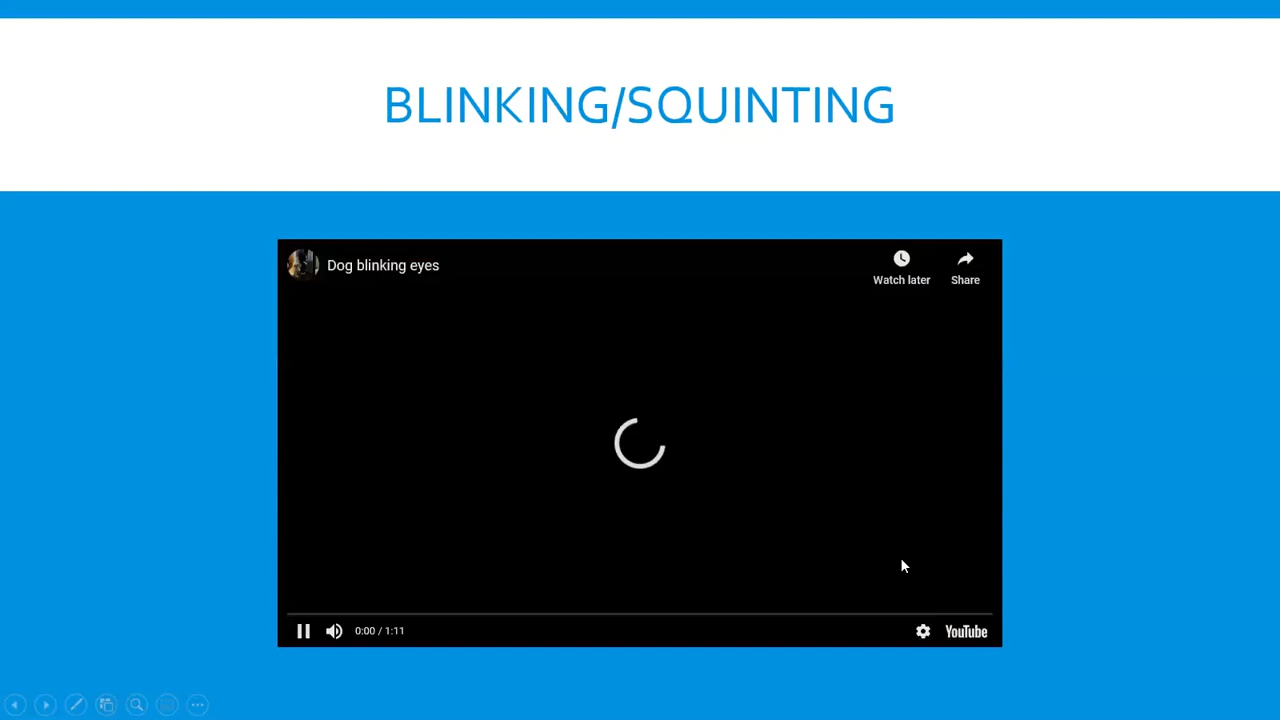 BLINKING/SQUINTING
Dog blinking eyes
Watch later
Share
0:00 / 1:11
YouTube